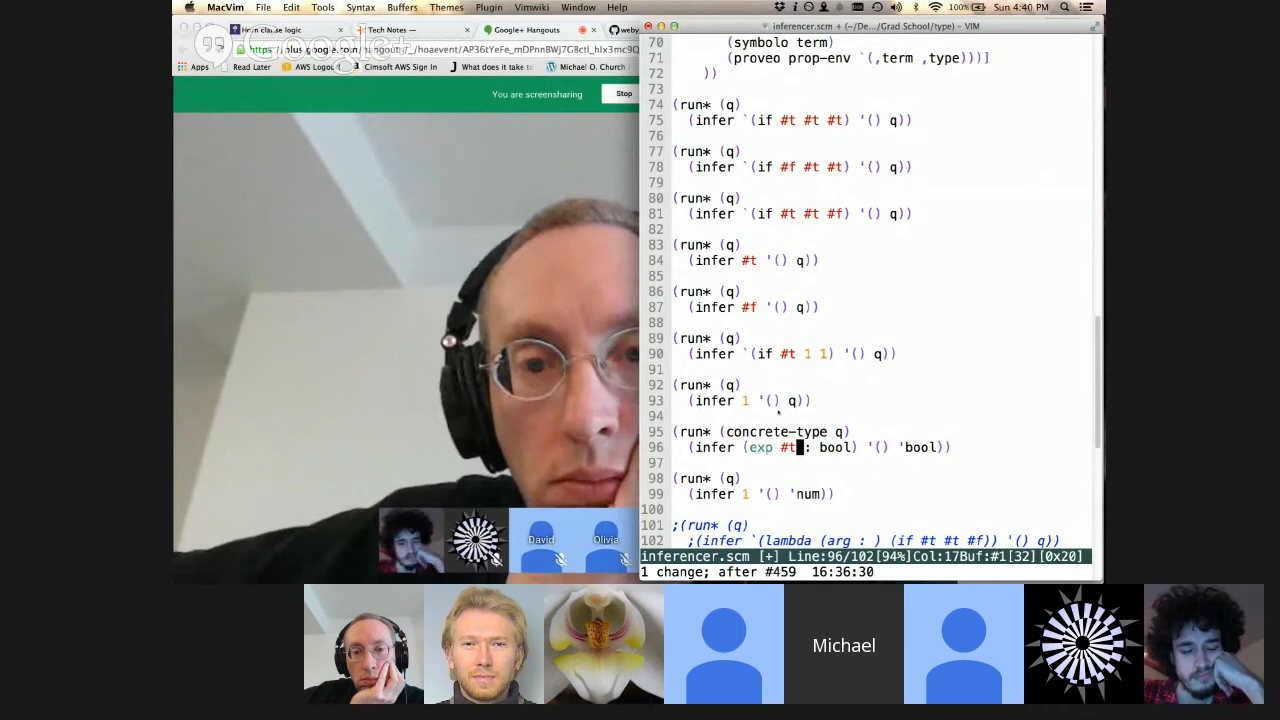 MacVim File Edit Tools Syntax Buffers Themes Plugin Vimwiki Window Help
100% Sun 4:40 PM
Horn clause logic
Tech Notes —
Google+ Hangouts
webyrd
Google+
inferencer.scm + (~/De.../Grad School/type) – VIM
Apps Read Later AWS Logout Cimsoft AWS Sign In J What does it take to Michael O. Church
You are screensharing Stop
70 (symbolo term)
71 (proveo prop-env `(,term ,type)))]
72 ))
73
74 (run* (q)
75 (infer `(if #t #t #t) '() q))
76
77 (run* (q)
78 (infer `(if #f #t #t) '() q))
79
80 (run* (q)
81 (infer `(if #t #t #f) '() q))
82
83 (run* (q)
84 (infer #t '() q))
85
86 (run* (q)
87 (infer #f '() q))
88
89 (run* (q)
90 (infer `(if #t 1 1) '() q))
91
92 (run* (q)
93 (infer 1 '() q))
94
95 (run* (concrete-type q)
96 (infer (exp #t : bool) '() 'bool))
97
98 (run* (q)
99 (infer 1 '() 'num))
100
101 ;(run* (q)
102 ;(infer `(lambda (arg : ) (if #t #t #f)) '() q))
inferencer.scm [+] Line:96/102[94%]Col:17Buf:#1[32][0x20]
1 change; after #459 16:36:30
David
Olivia
Michael